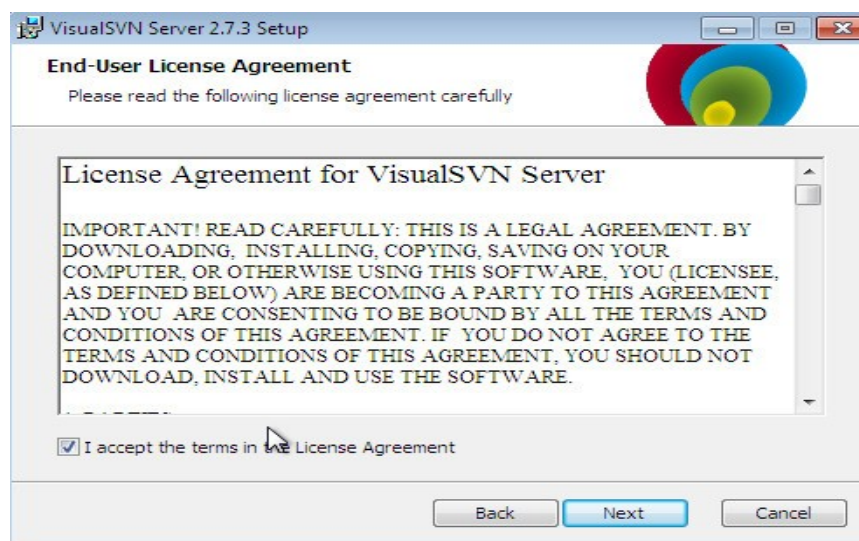 VisualSVN Server 2.7.3 Setup
End-User License Agreement
Please read the following license agreement carefully
License Agreement for VisualSVN Server
IMPORTANT! READ CAREFULLY: THIS IS A LEGAL AGREEMENT. BY
DOWNLOADING, INSTALLING, COPYING, SAVING ON YOUR
COMPUTER, OR OTHERWISE USING THIS SOFTWARE, YOU (LICENSEE,
AS DEFINED BELOW) ARE BECOMING A PARTY TO THIS AGREEMENT
AND YOU ARE CONSENTING TO BE BOUND BY ALL THE TERMS AND
CONDITIONS OF THIS AGREEMENT. IF YOU DO NOT AGREE TO THE
TERMS AND CONDITIONS OF THIS AGREEMENT, YOU SHOULD NOT
DOWNLOAD, INSTALL AND USE THE SOFTWARE.
I accept the terms in the License Agreement
Back Next Cancel